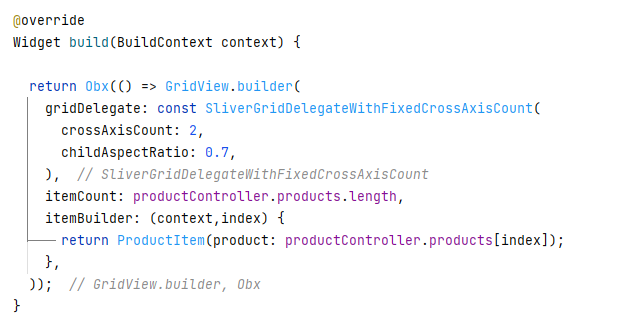 @override
Widget build(BuildContext context) {
return Obx(() => GridView.builder(
gridDelegate: const SliverGridDelegateWithFixedCrossAxisCount(
crossAxisCount: 2,
childAspectRatio: 0.7,
), // SliverGridDelegateWithFixedCrossAxisCount
itemCount: productController.products.length,
itemBuilder: (context,index) {
return ProductItem(product: productController.products[index]);
},
)); // GridView.builder, Obx
}